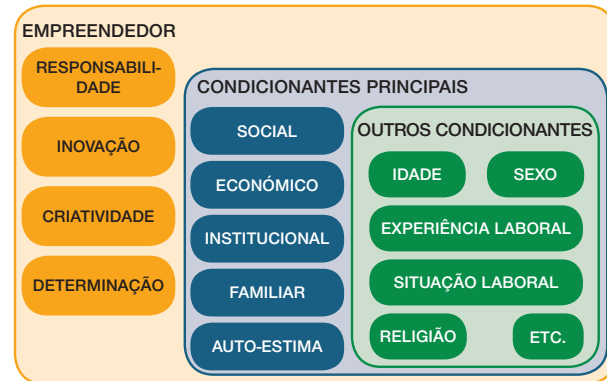 EMPREENDEDOR
RESPONSABILI-
DADE
INOVAÇÃO
CRIATIVIDADE
DETERMINAÇÃO
CONDICIONANTES PRINCIPAIS
SOCIAL
ECONÓMICO
INSTITUCIONAL
FAMILIAR
AUTO-ESTIMA
OUTROS CONDICIONANTES
IDADE
SEXO
EXPERIÊNCIA LABORAL
SITUAÇÃO LABORAL
RELIGIÃO
ETC.